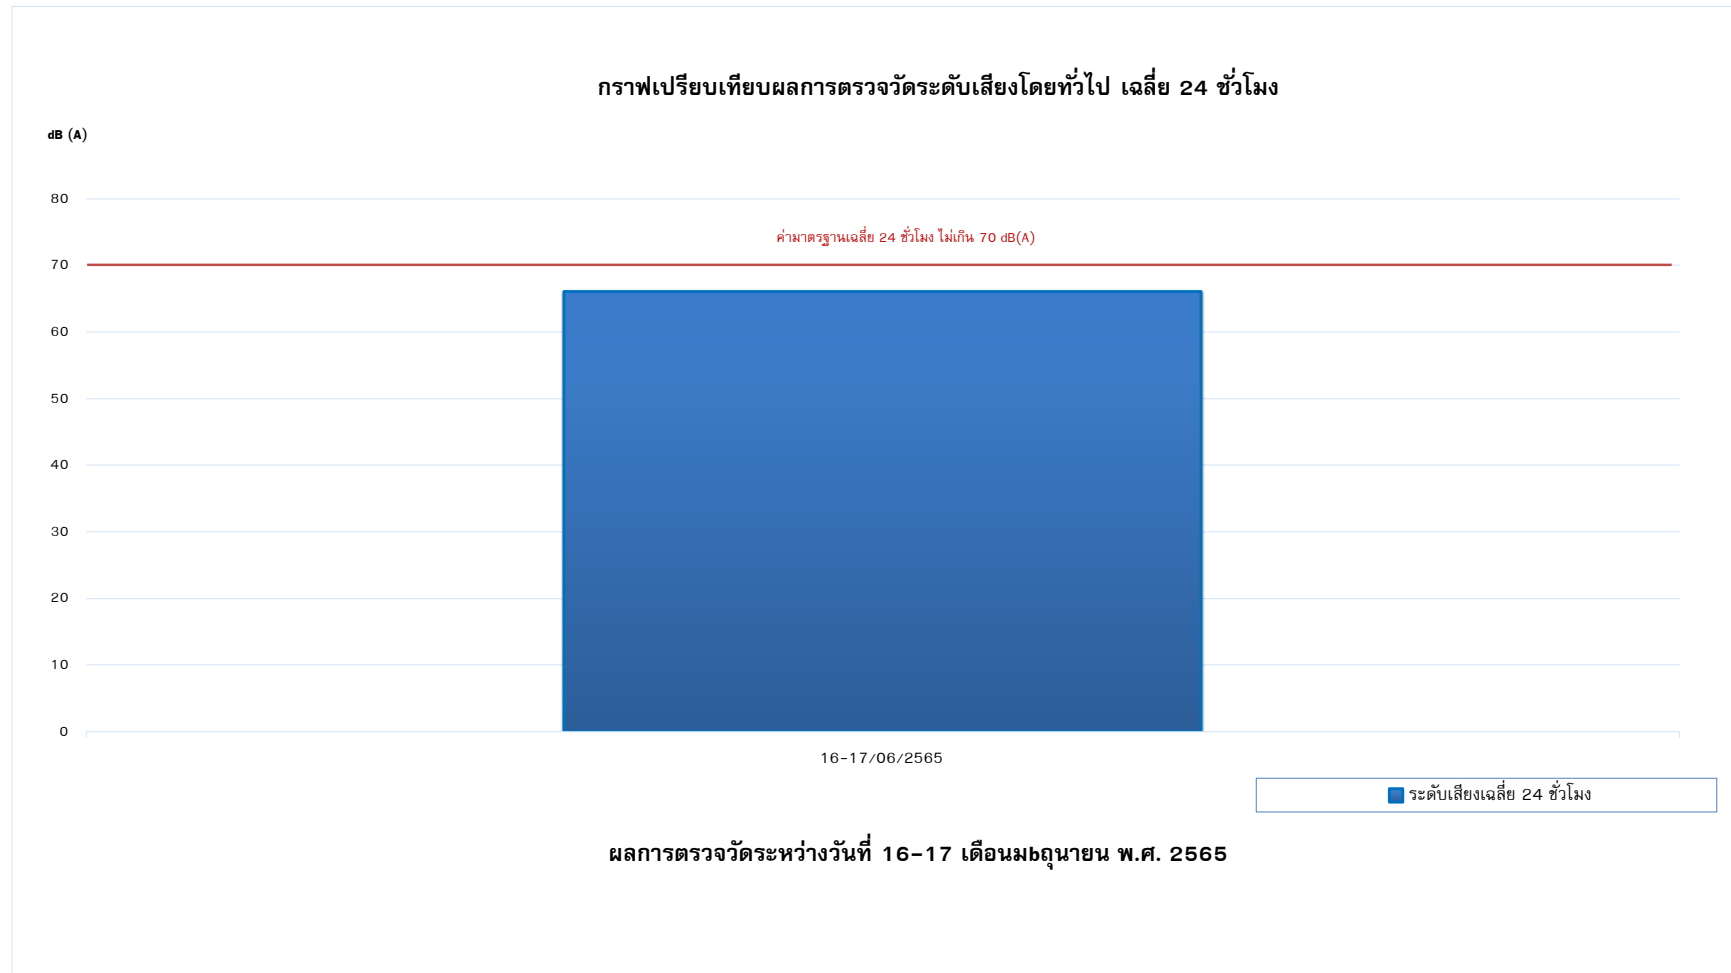 กราฟเปรียบเทียบผลการตรวจวัดระดับเสียงโดยทั่วไป เฉลี่ย 24 ชั่วโมง
dB (A)
80
ค่ามาตรฐานเฉลี่ย 24 ชั่วโมง ไม่เกิน 70 dB(A)
70
60
50
40
30
20
10
0
16-17/06/2565
ระดับเสียงเฉลี่ย 24 ชั่วโมง
ผลการตรวจวัดระหว่างวันที่ 16-17 เดือนมbถุนายน พ.ศ. 2565